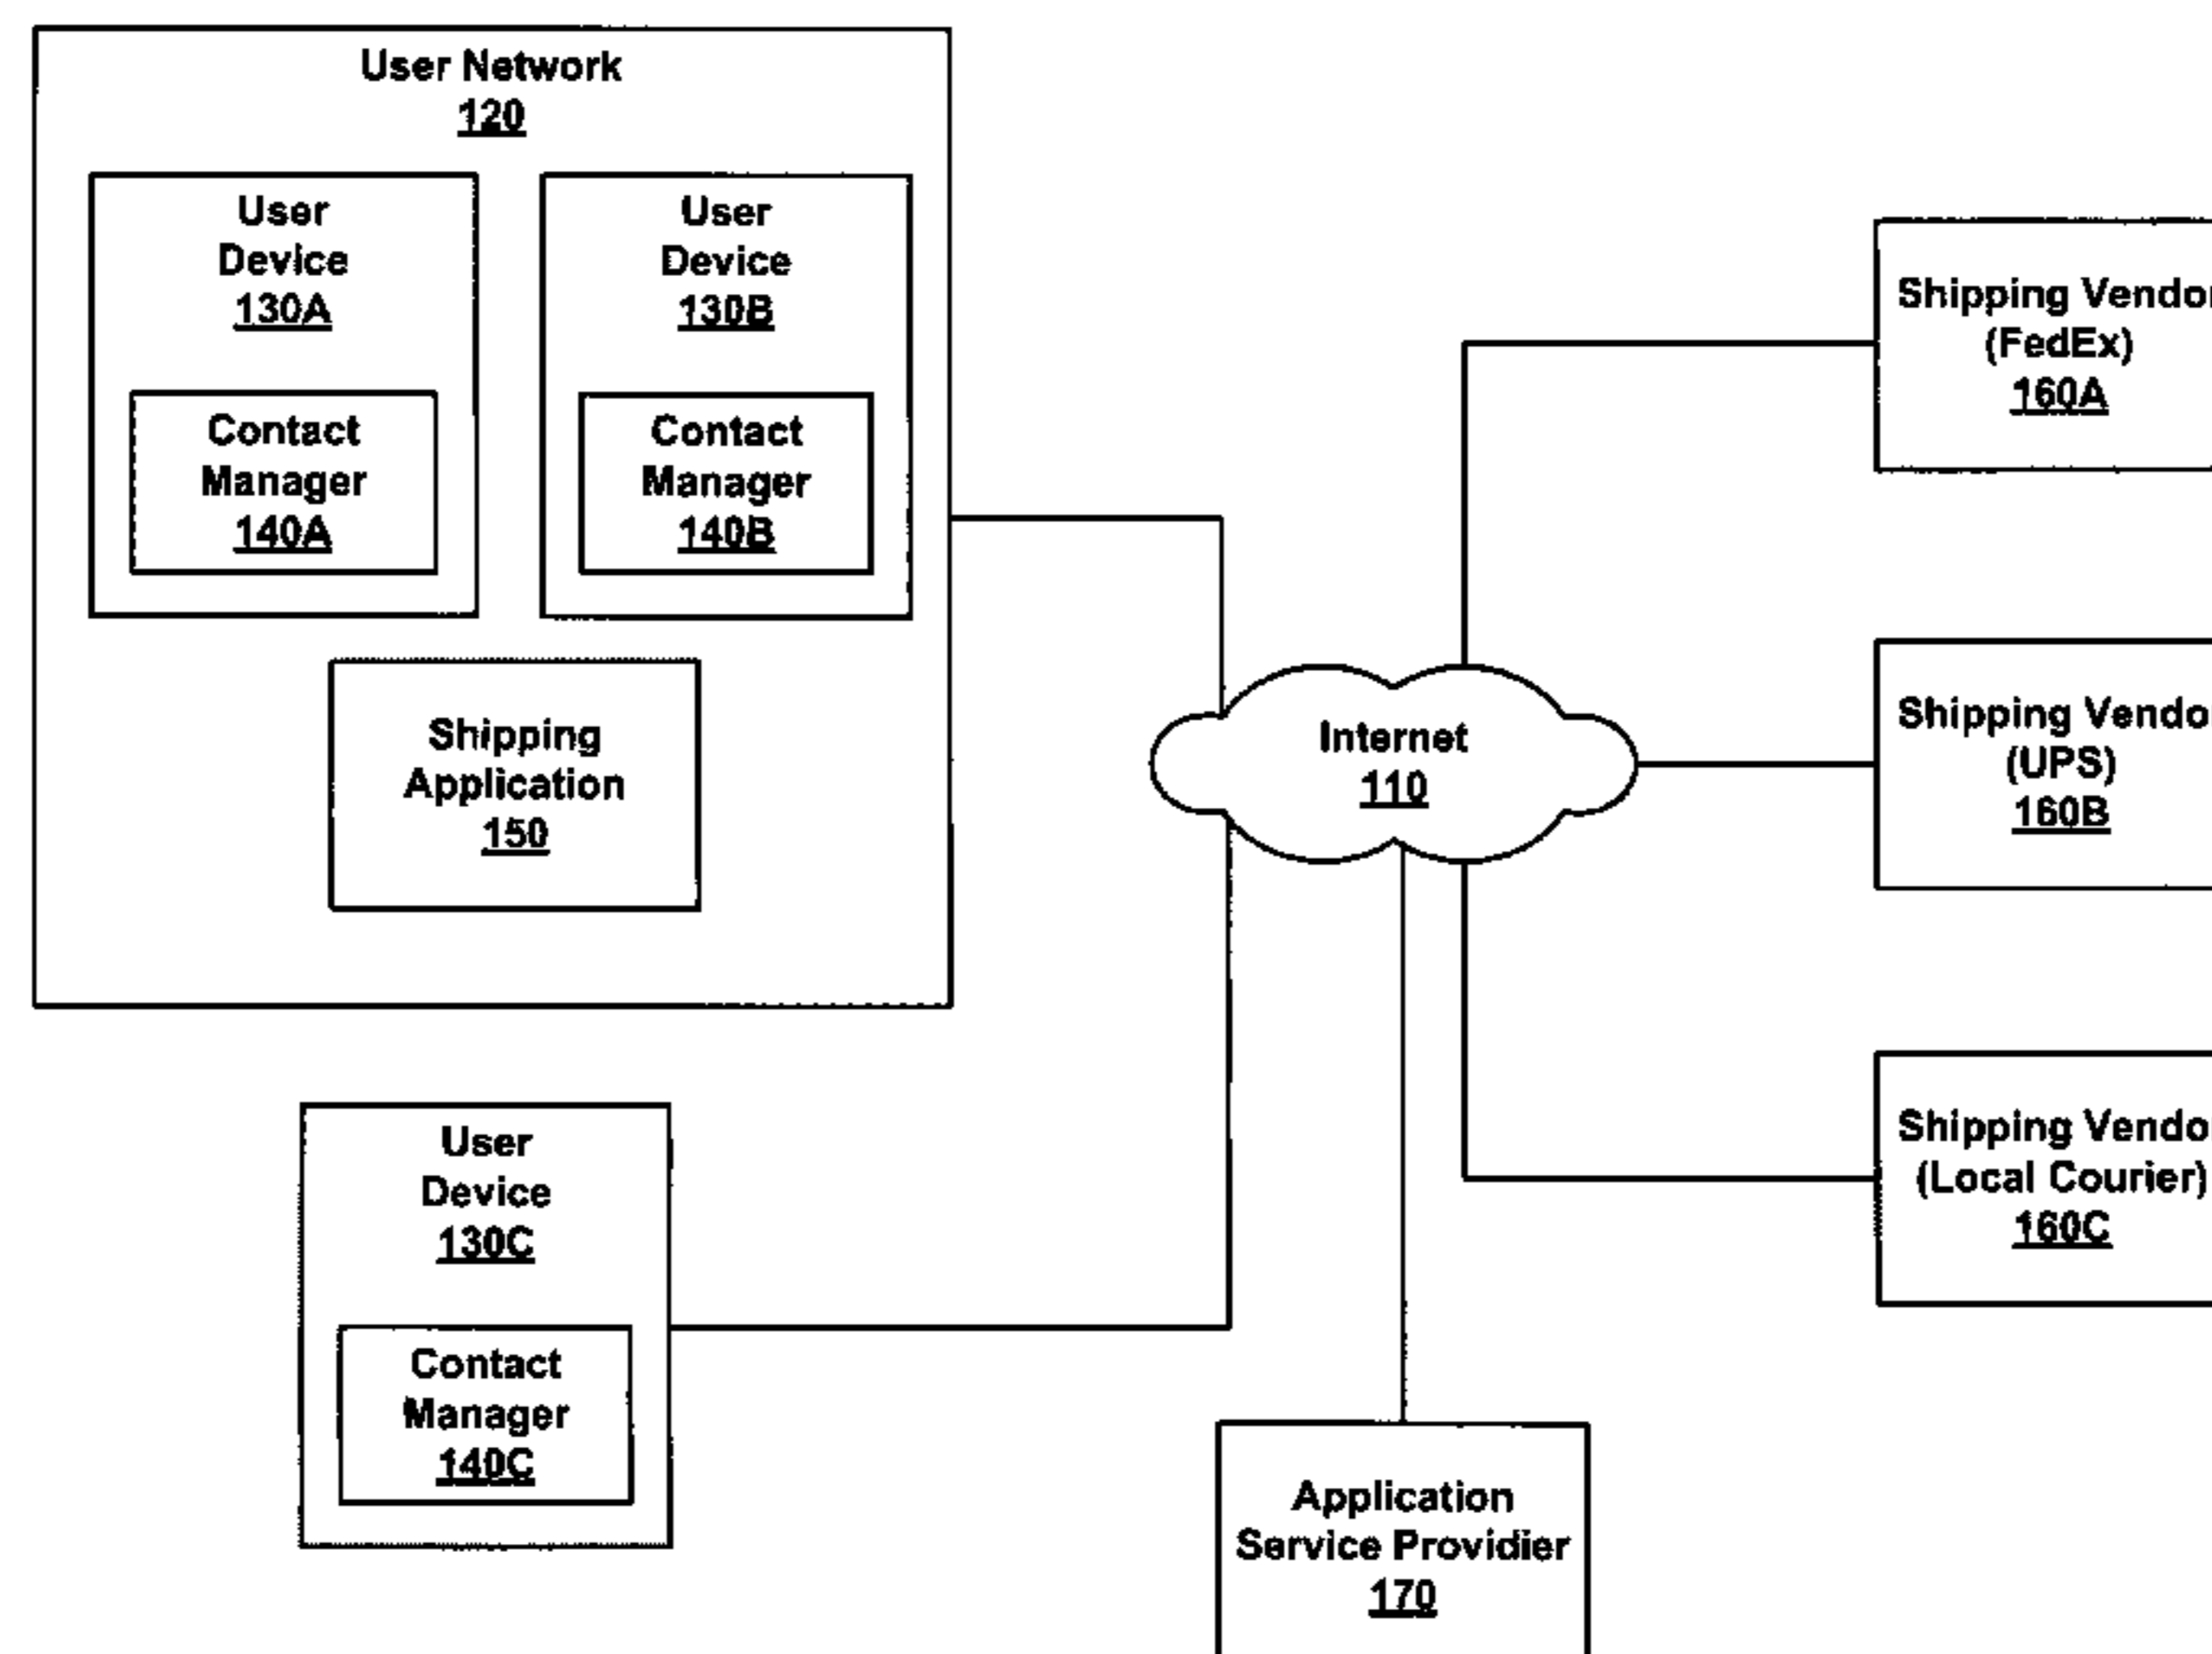 User Network
120
User
Device
130A
Contact
Manager
140A
User
Device
130B
Contact
Manager
140B
Shipping
Application
150
User
Device
130C
Contact
Manager
140C
Internet
110
Application
Service Providier
170
Shipping Vendor
(FedEx)
160A
Shipping Vendo
(UPS)
160B
Shipping Vendo
(Local Courier)
160C